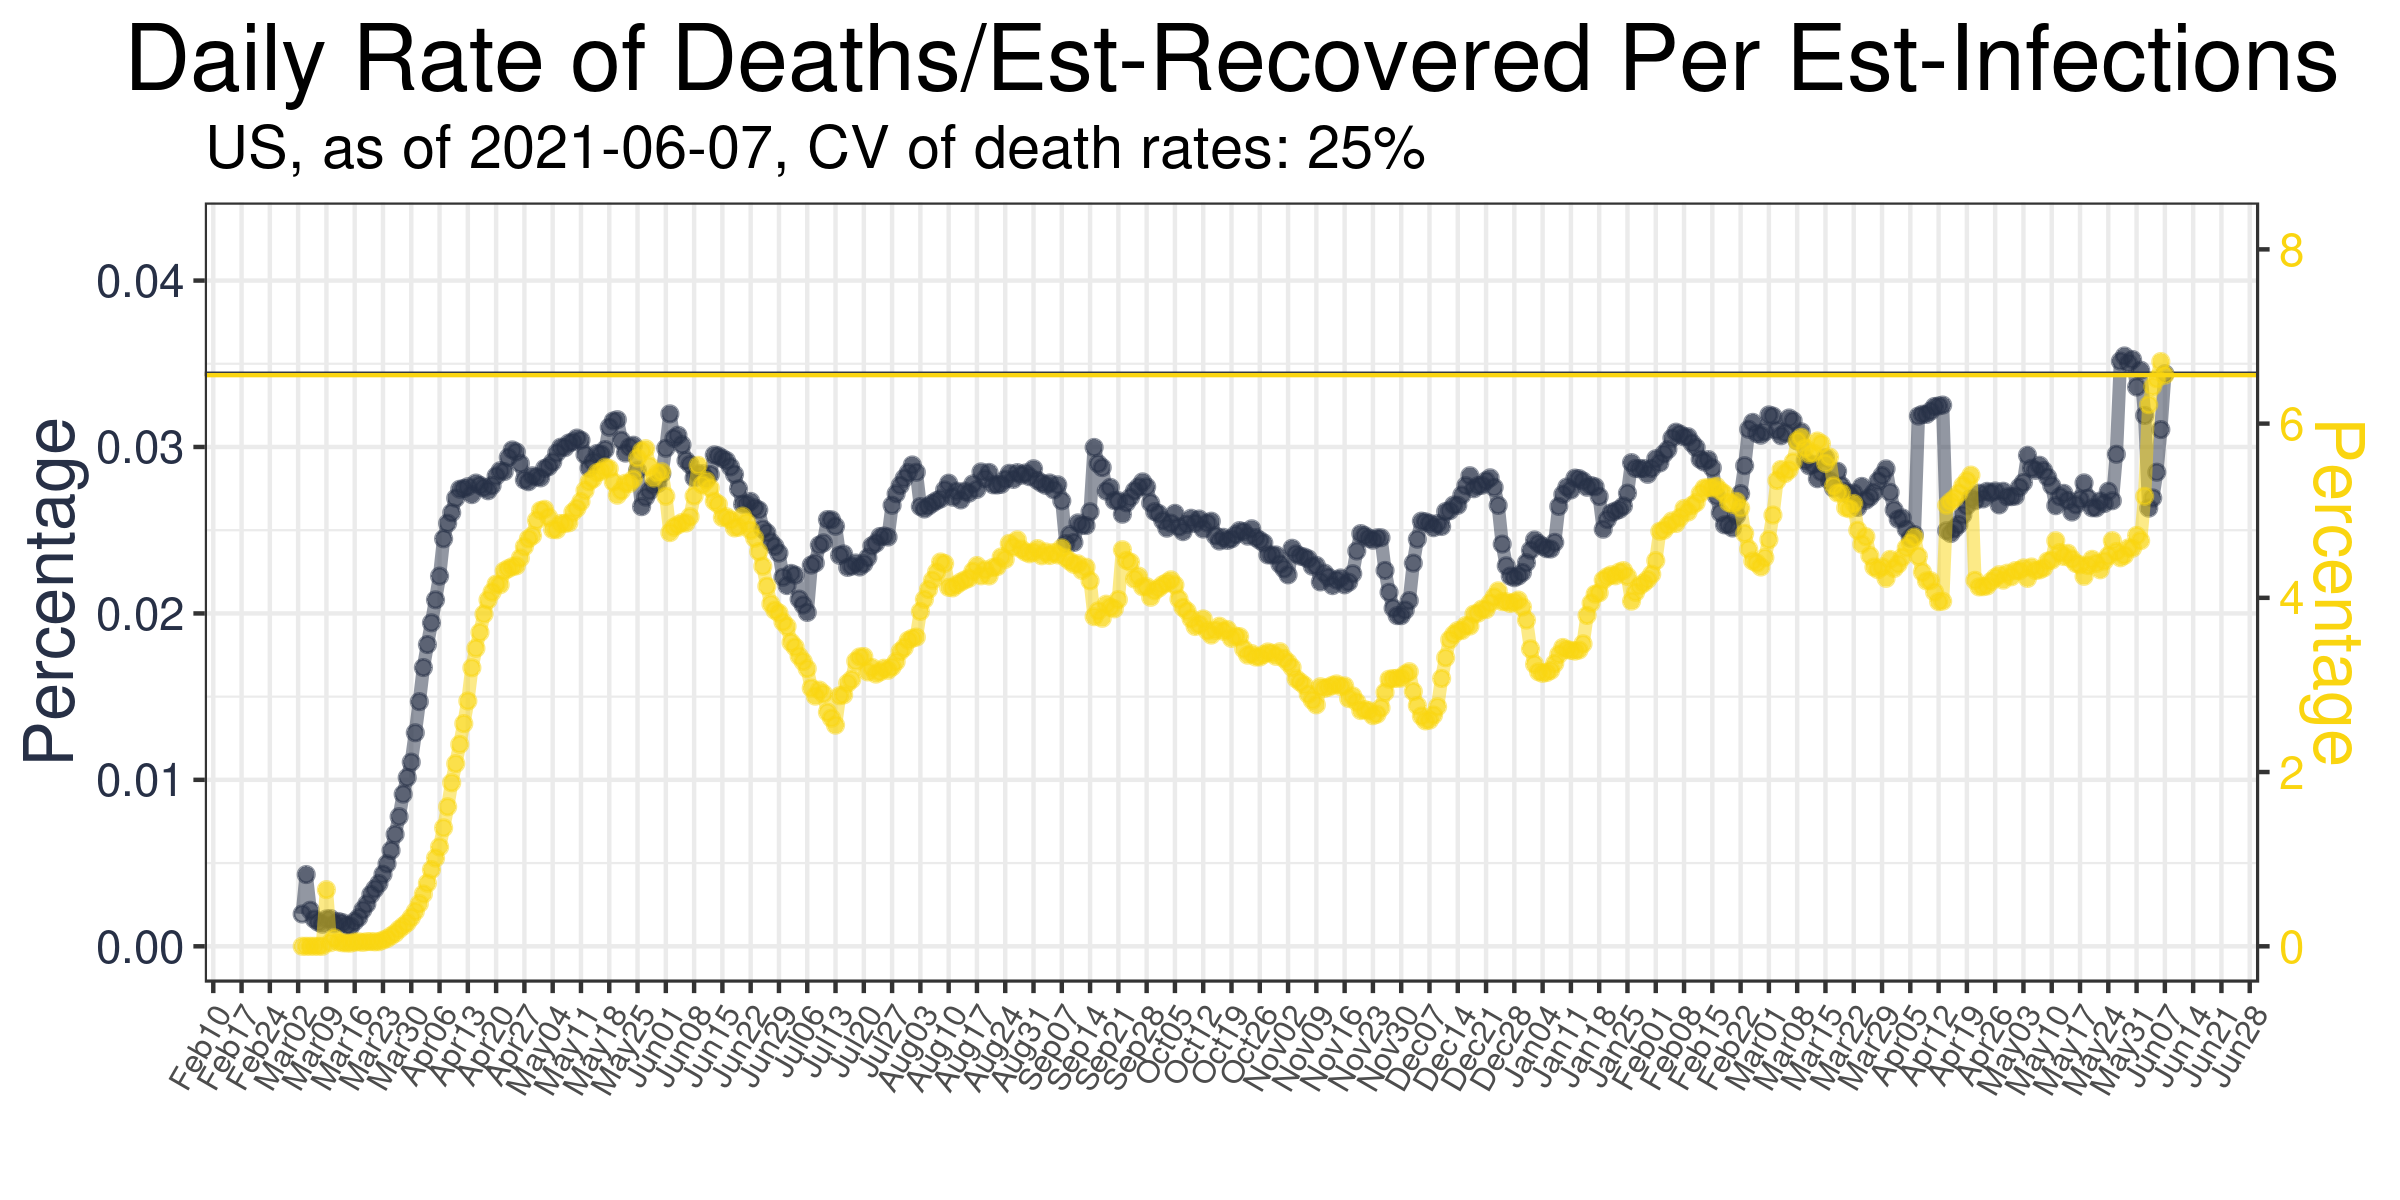 Daily Rate of Deaths/Est-Recovered Per Est-Infections
US, as of 2021-06-07, CV of death rates: 25%
Percentage
0.04
0.03
0.02
0.01
0.00
8
6
4
2
0
Percentage
Feb10
Feb17
Feb24
Mar02
Mar09
Mar16
Mar23
Mar30
Apr06
Apr13
Apr20
Apr27
May04
May11
May18
May25
Jun01
Jun08
Jun15
Jun22
Jun29
Jul06
Jul13
Jul20
Jul27
Aug03
Aug10
Aug17
Aug24
Aug31
Sep07
Sep14
Sep21
Sep28
Oct05
Oct12
Oct19
Oct26
Nov02
Nov09
Nov16
Nov23
Nov30
Dec07
Dec14
Dec21
Dec28
Jan04
Jan11
Jan18
Jan25
Feb01
Feb08
Feb15
Feb22
Mar01
Mar08
Mar15
Mar22
Mar29
Apr05
Apr12
Apr19
Apr26
May03
May10
May17
May24
May31
Jun07
Jun14
Jun21
Jun28